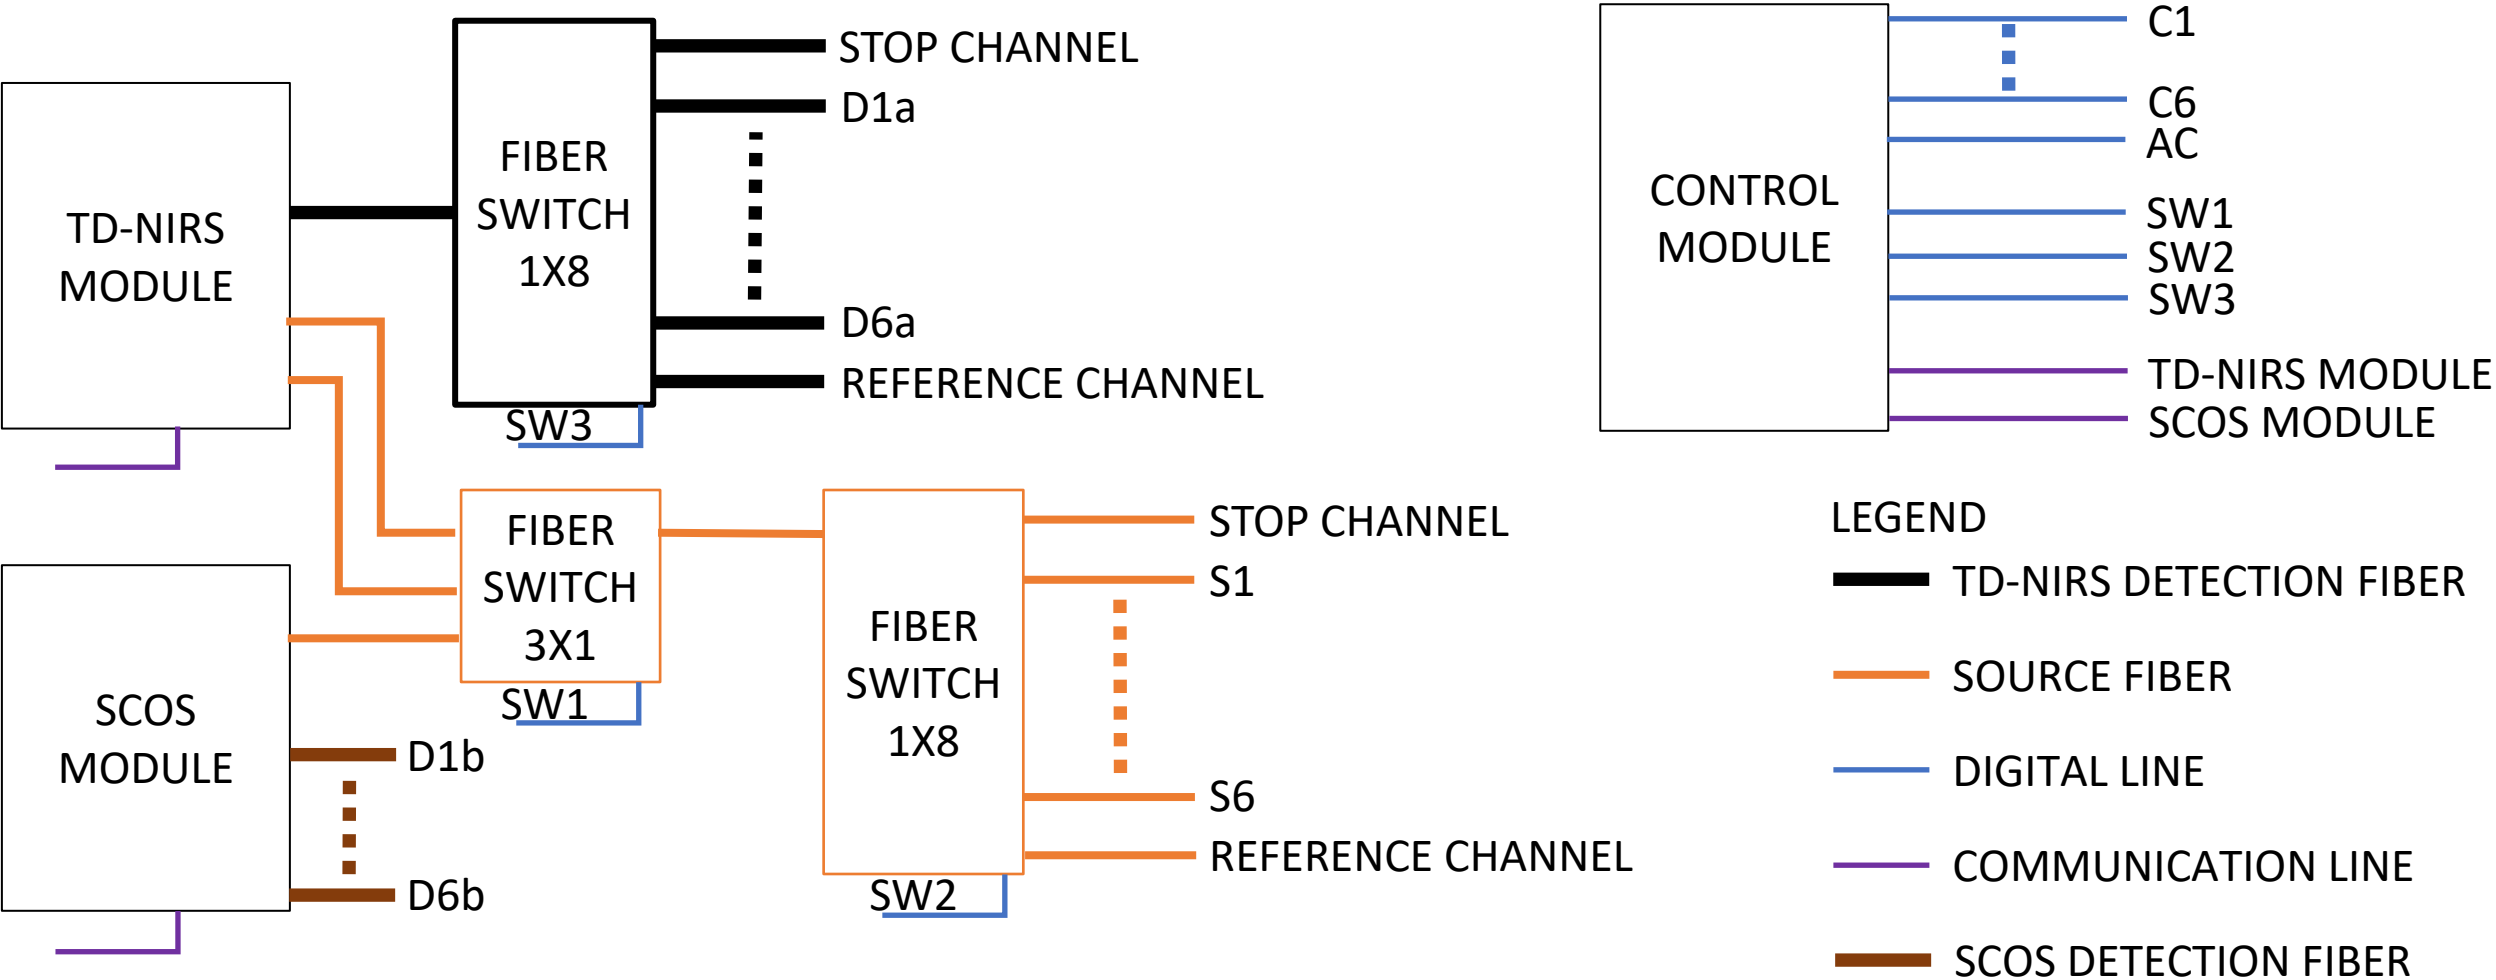 TD-NIRS
MODULE
FIBER
SWITCH
1X8
STOP CHANNEL
D1a
D6a
REFERENCE CHANNEL
SW3
FIBER
SWITCH
3X1
SW1
SCOS
MODULE
D1b
D6b
FIBER
SWITCH
1X8
STOP CHANNEL
S1
S6
REFERENCE CHANNEL
SW2
CONTROL
MODULE
C1
C6
AC
SW1
SW2
SW3
TD-NIRS MODULE
SCOS MODULE
LEGEND
TD-NIRS DETECTION FIBER
SOURCE FIBER
DIGITAL LINE
COMMUNICATION LINE
SCOS DETECTION FIBER